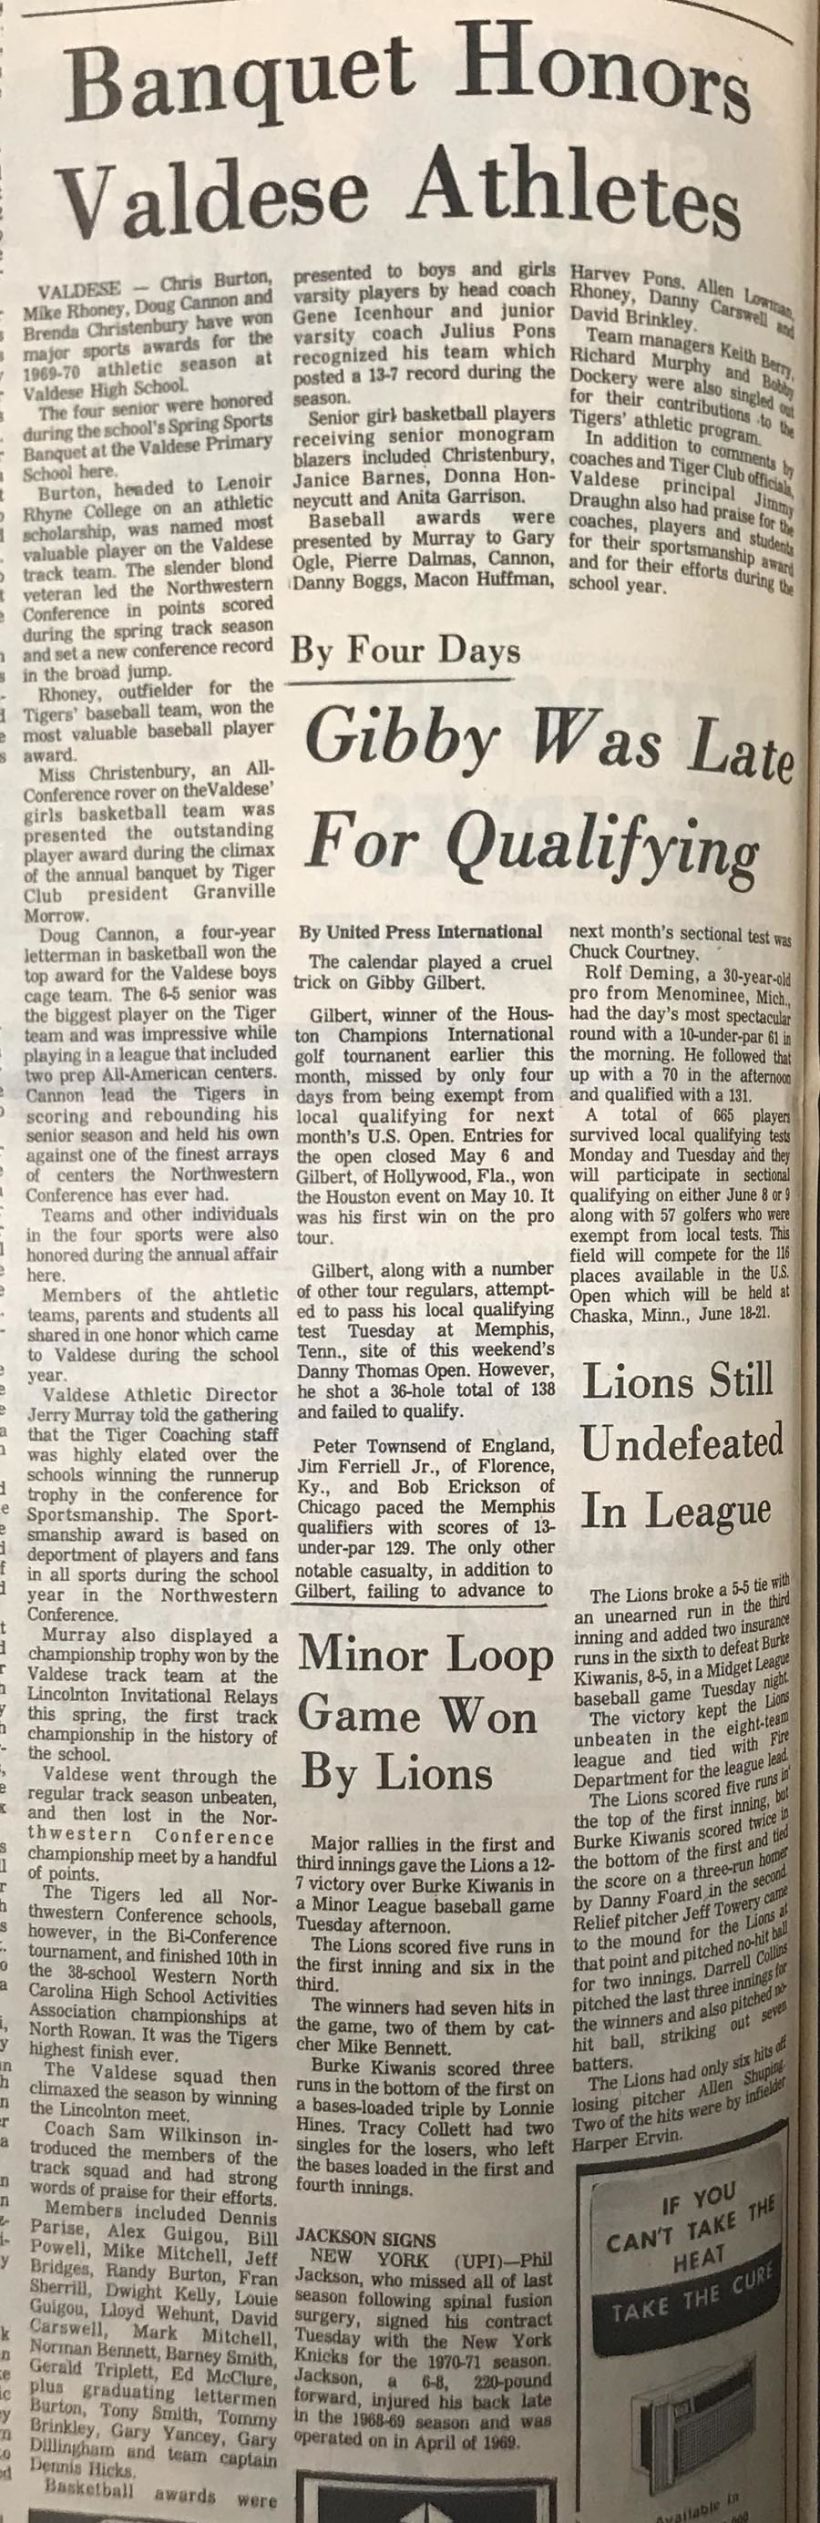 Banquet Honors
Valdese Athletes
VALDESE — Chris Burton,
Mike Rhoney, Doug Cannon and
Brenda Christenbury have won
major sports awards for the
1969-70 athletic season at
Valdese High School.
The four senior were honored
during the school's Spring Sports
Banquet at the Valdese Primary
School here.
Burton, headed to Lenoir
Rhyne College on an athletic
scholarship, was named most
valuable player on the Valdese
track team. The slender blond
veteran led the Northwestern
Conference in points scored
during the spring track season
and set a new conference record
in the broad jump.
Rhoney, outfielder for the
Tigers' baseball team, won the
most valuable baseball player
award.
Miss Christenbury, an All-
Conference rover on theValdese'
girls basketball team was
presented the outstanding
player award during the climax
of the annual banquet by Tiger
Club president Granville
Morrow.
Doug Cannon, a four-year
letterman in basketball won the
top award for the Valdese boys
cage team. The 6-5 senior was
the biggest player on the Tiger
team and was impressive while
playing in a league that included
two prep All-American centers.
Cannon lead the Tigers in
scoring and rebounding his
senior season and held his own
against one of the finest arrays
of centers the Northwestern
Conference has ever had.
Teams and other individuals
in the four sports were also
honored during the annual affair
here.
Members of the ahtletic
teams, parents and students all
shared in one honor which came
to Valdese during the school
year.
Valdese Athletic Director
Jerry Murray told the gathering
that the Tiger Coaching staff
was highly elated over the
schools winning the runnerup
trophy in the conference for
Sportsmanship. The Sport-
smanship award is based on
deportment of players and fans
in all sports during the school
year in the Northwestern
Conference.
Murray also displayed a
championship trophy won by the
Valdese track team at the
Lincolnton Invitational Relays
this spring, the first track
championship in the history of
the school.
Valdese went through the
regular track season unbeaten,
and then lost in the Nor-
thwestern Conference
championship meet by a handful
of points.
The Tigers led all Nor-
thwestern Conference schools,
however, in the Bi-Conference
tournament, and finished 10th in
the 38-school Western North
Carolina High School Activities
Association championships at
North Rowan. It was the Tigers
highest finish ever.
The Valdese squad then
climaxed the season by winning
the Lincolnton meet.
Coach Sam Wilkinson in-
troduced the members of the
track squad and had strong
words of praise for their efforts.
Members included Dennis
Parise, Alex Guigou, Bill
Powell, Mike Mitchell, Jeff
Bridges, Randy Burton, Fran
Sherrill, Dwight Kelly, Louie
Guigou, Lloyd Wehunt, David
Carswell, Mark Mitchell,
Norman Bennett, Barney Smith,
Gerald Triplett, Ed McClure,
plus graduating lettermen
Burton, Tony Smith, Tommy
Brinkley, Gary Yancey, Gary
Dillingham and team captain
Dennis Hicks.
Basketball awards were
presented to boys and girls
varsity players by head coach
Gene Icenhour and junior
varsity coach Julius Pons
recognized his team which
posted a 13-7 record during the
season.
Senior girl basketball players
receiving senior monogram
blazers included Christenbury,
Janice Barnes, Donna Hon-
neycutt and Anita Garrison.
Baseball awards were
presented by Murray to Gary
Ogle, Pierre Dalmas, Cannon,
Danny Boggs, Macon Huffman,
Harvey Pons, Allen Lowman,
Rhoney, Danny Carswell and
David Brinkley.
Team managers Keith Berry,
Richard Murphy and Bobby
Dockery were also singled out
for their contributions to the
Tigers' athletic program.
In addition to comments by
coaches and Tiger Club officials,
Valdese principal Jimmy
Draughn also had praise for the
coaches, players and students
for their sportsmanship award
and for their efforts during the
school year.
By Four Days
Gibby Was Late
For Qualifying
By United Press International
The calendar played a cruel
trick on Gibby Gilbert.
Gilbert, winner of the Hous-
ton Champions International
golf tournanent earlier this
month, missed by only four
days from being exempt from
local qualifying for next
month's U.S. Open. Entries for
the open closed May 6 and
Gilbert, of Hollywood, Fla., won
the Houston event on May 10. It
was his first win on the pro
tour.
Gilbert, along with a number
of other tour regulars, attempt-
ed to pass his local qualifying
test Tuesday at Memphis,
Tenn., site of this weekend's
Danny Thomas Open. However,
he shot a 36-hole total of 138
and failed to qualify.
Peter Townsend of England,
Jim Ferriell Jr., of Florence,
Ky., and Bob Erickson of
Chicago paced the Memphis
qualifiers with scores of 13-
under-par 129. The only other
notable casualty, in addition to
Gilbert, failing to advance to
next month's sectional test was
Chuck Courtney.
Rolf Deming, a 30-year-old
pro from Menominee, Mich.,
had the day's most spectacular
round with a 10-under-par 61 in
the morning. He followed that
up with a 70 in the afternoon
and qualified with a 131.
A total of 665 players
survived local qualifying tests
Monday and Tuesday and they
will participate in sectional
qualifying on either June 8 or 9
along with 57 golfers who were
exempt from local tests. This
field will compete for the 116
places available in the U.S.
Open which will be held at
Chaska, Minn., June 18-21.
Minor Loop
Game Won
By Lions
Major rallies in the first and
third innings gave the Lions a 12-
7 victory over Burke Kiwanis in
a Minor League baseball game
Tuesday afternoon.
The Lions scored five runs in
the first inning and six in the
third.
The winners had seven hits in
the game, two of them by cat-
cher Mike Bennett.
Burke Kiwanis scored three
runs in the bottom of the first on
a bases-loaded triple by Lonnie
Hines. Tracy Collett had two
singles for the losers, who left
the bases loaded in the first and
fourth innings.
JACKSON SIGNS
NEW YORK (UPI)—Phil
Jackson, who missed all of last
season following spinal fusion
surgery, signed his contract
Tuesday with the New York
Knicks for the 1970-71 season.
Jackson, a 6-8, 220-pound
forward, injured his back late
in the 1968-69 season and was
operated on in April of 1969.
Lions Still
Undefeated
In League
The Lions broke a 5-5 tie with
an unearned run in the third
inning and added two insurance
runs in the sixth to defeat Burke
Kiwanis, 8-5, in a Midget League
baseball game Tuesday night.
The victory kept the Lions
unbeaten in the eight-team
league and tied with Fire
Department for the league lead.
The Lions scored five runs in
the top of the first inning, but
Burke Kiwanis scored twice in
the bottom of the first and tied
the score on a three-run homer
by Danny Foard in the second.
Relief pitcher Jeff Towery came
to the mound for the Lions at
that point and pitched no-hit ball
for two innings. Darrell Collins
pitched the last three innings for
the winners and also pitched no-
hit ball, striking out seven
batters.
The Lions had only six hits off
losing pitcher Allen Shuping.
Two of the hits were by infielder
Harper Ervin.
IF YOU
CAN'T TAKE THE
HEAT
TAKE THE CURE
Available in